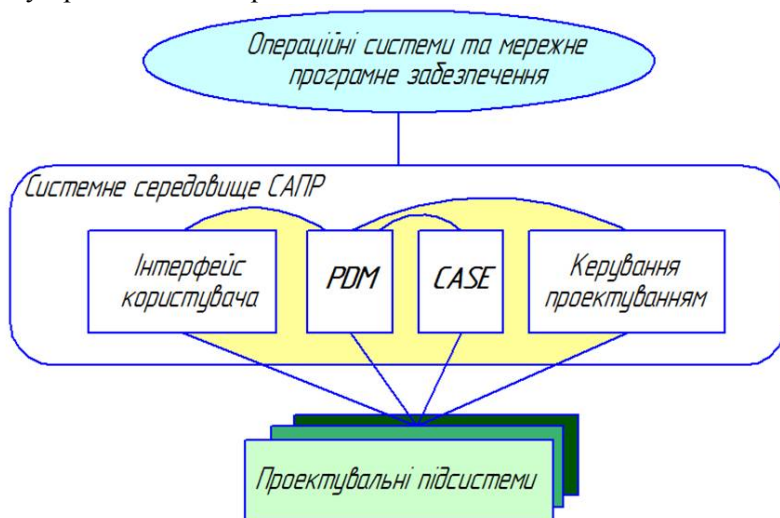 Операційні системи та мережне
програмне забезпечення
Системне середовище САПР
Інтерфейс
користувача
PDM
CASE
Керування
проектуванням
Проектувальні підсистеми